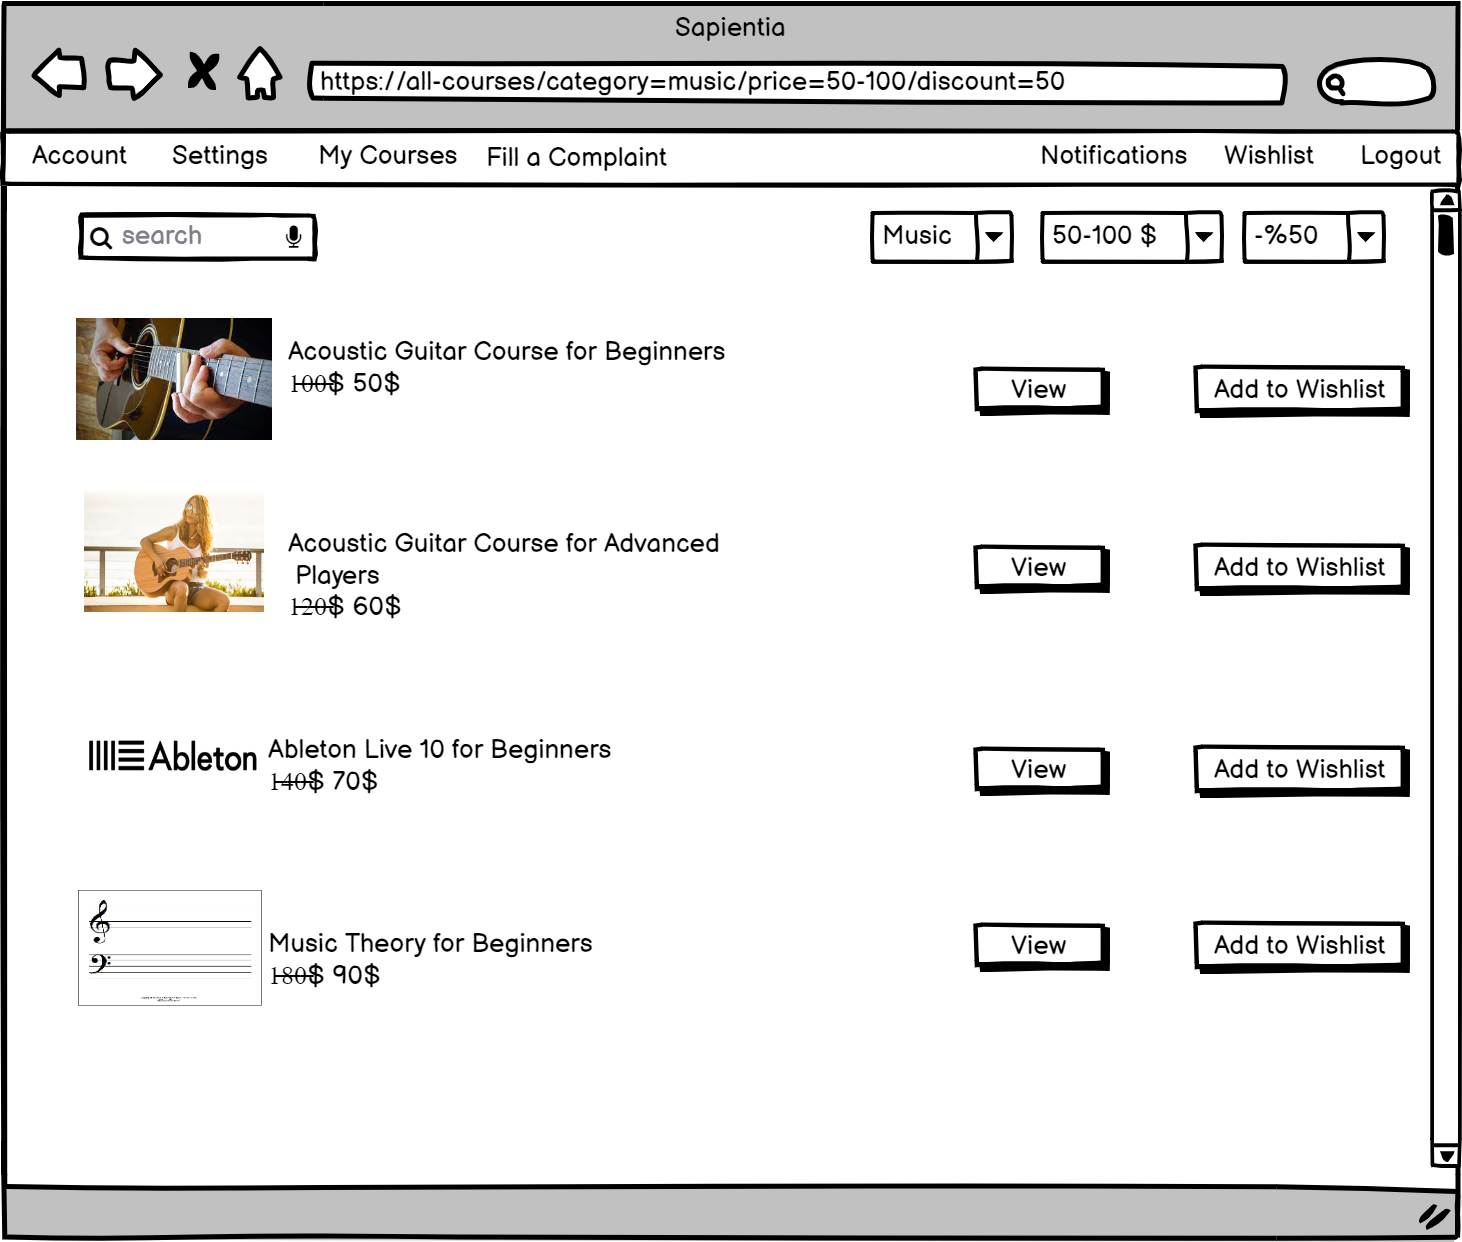 Sapientia
https://all-courses/category=music/price=50-100/discount=50
Account Settings My Courses Fill a Complaint Notifications Wishlist Logout
search Music 50-100 $ -%50
Acoustic Guitar Course for Beginners
100$ 50$
View Add to Wishlist
Acoustic Guitar Course for Advanced
Players
120$ 60$
View Add to Wishlist
Ableton
Ableton Live 10 for Beginners
140$ 70$
View Add to Wishlist
Music Theory for Beginners
180$ 90$
View Add to Wishlist